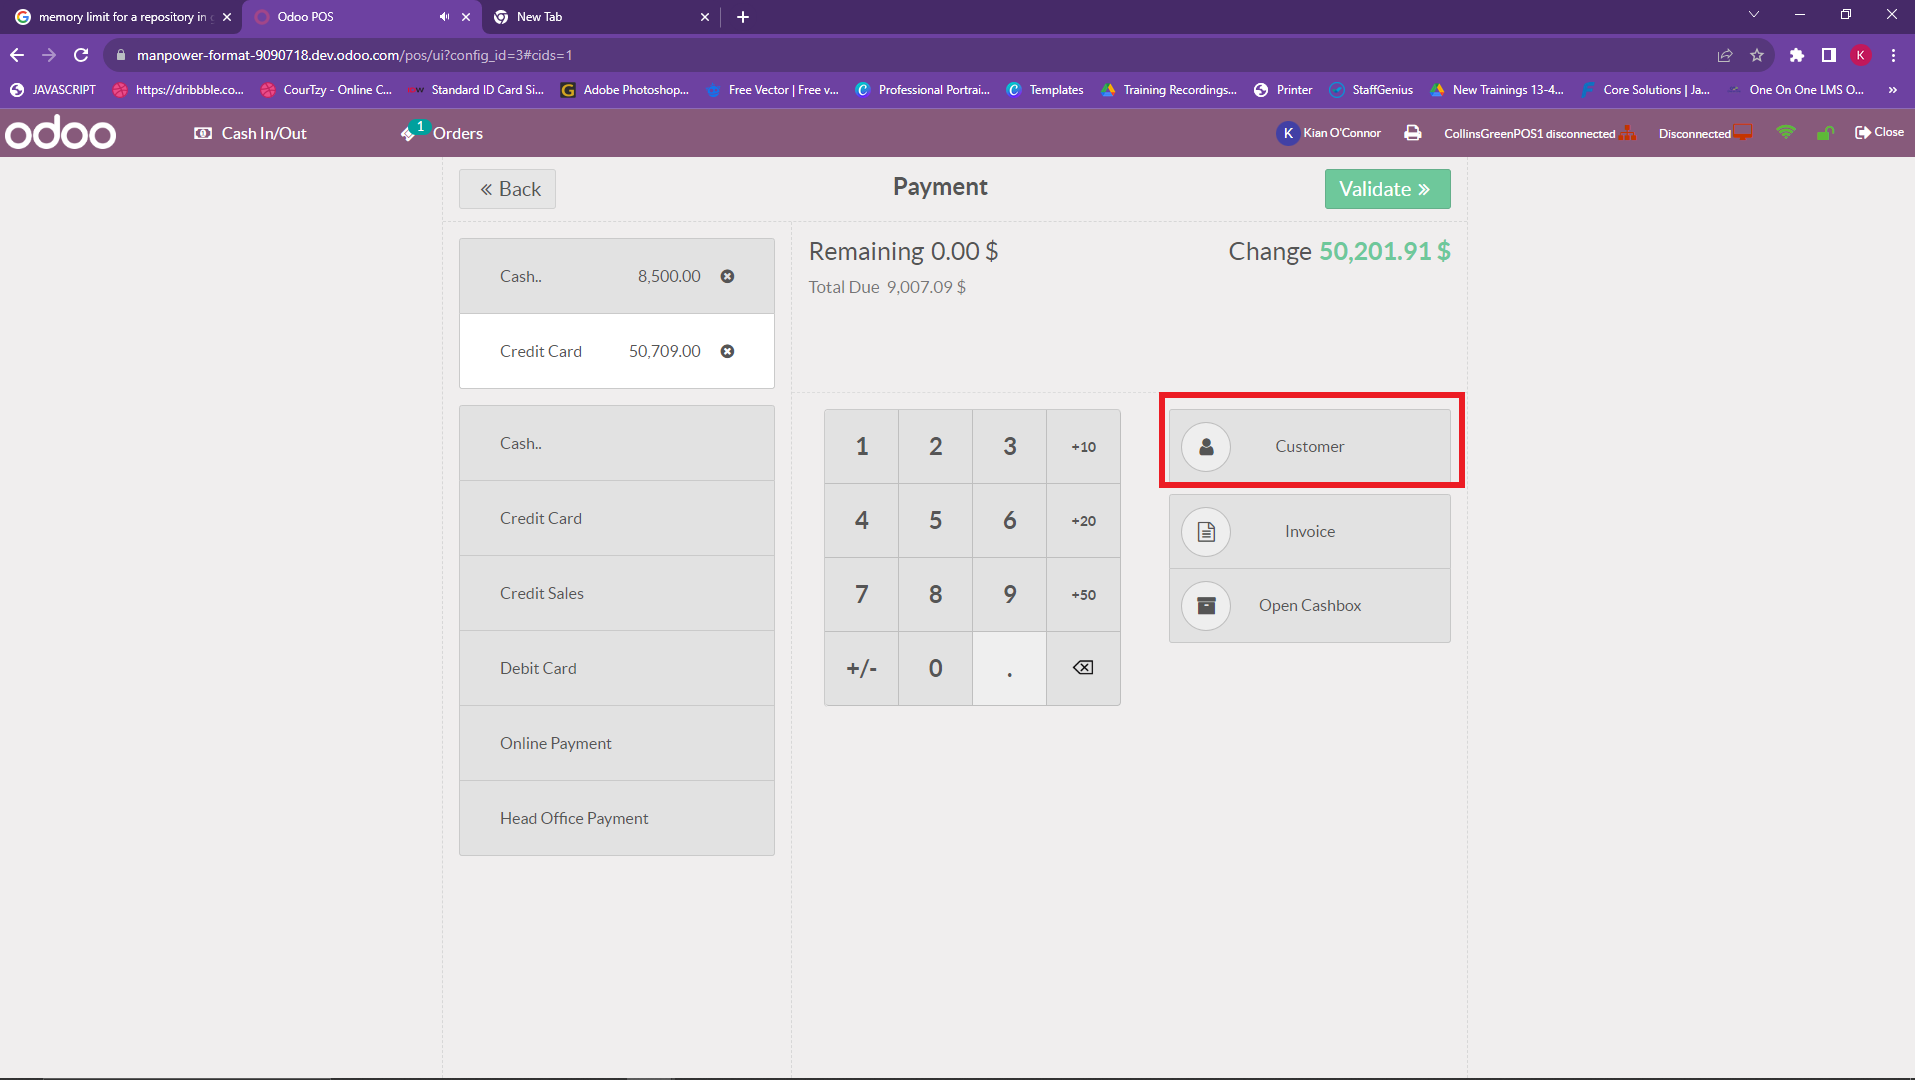 memory limit for a repository in
Odoo POS
New Tab
manpower-format-9090718.dev.odoo.com/pos/ui?config_id=3#cids=1
K
JAVASCRIPT
https://dribbble.co...
CourTzy - Online C...
Standard ID Card Si...
Adobe Photoshop...
Free Vector | Free v...
Professional Portrai...
Templates
Training Recordings...
Printer
StaffGenius
New Trainings 13-4...
Core Solutions | Ja...
One On One LMS O...
»
odoo
Cash In/Out
1
Orders
K
Kian O'Connor
CollinsGreenPOS1 disconnected
Disconnected
Close
« Back
Payment
Validate »
Cash.. 8,500.00
Credit Card 50,709.00
Remaining 0.00 $
Change 50,201.91 $
Total Due 9,007.09 $
Cash..
Credit Card
Credit Sales
Debit Card
Online Payment
Head Office Payment
1 2 3 +10
4 5 6 +20
7 8 9 +50
+/- 0 .
Customer
Invoice
Open Cashbox